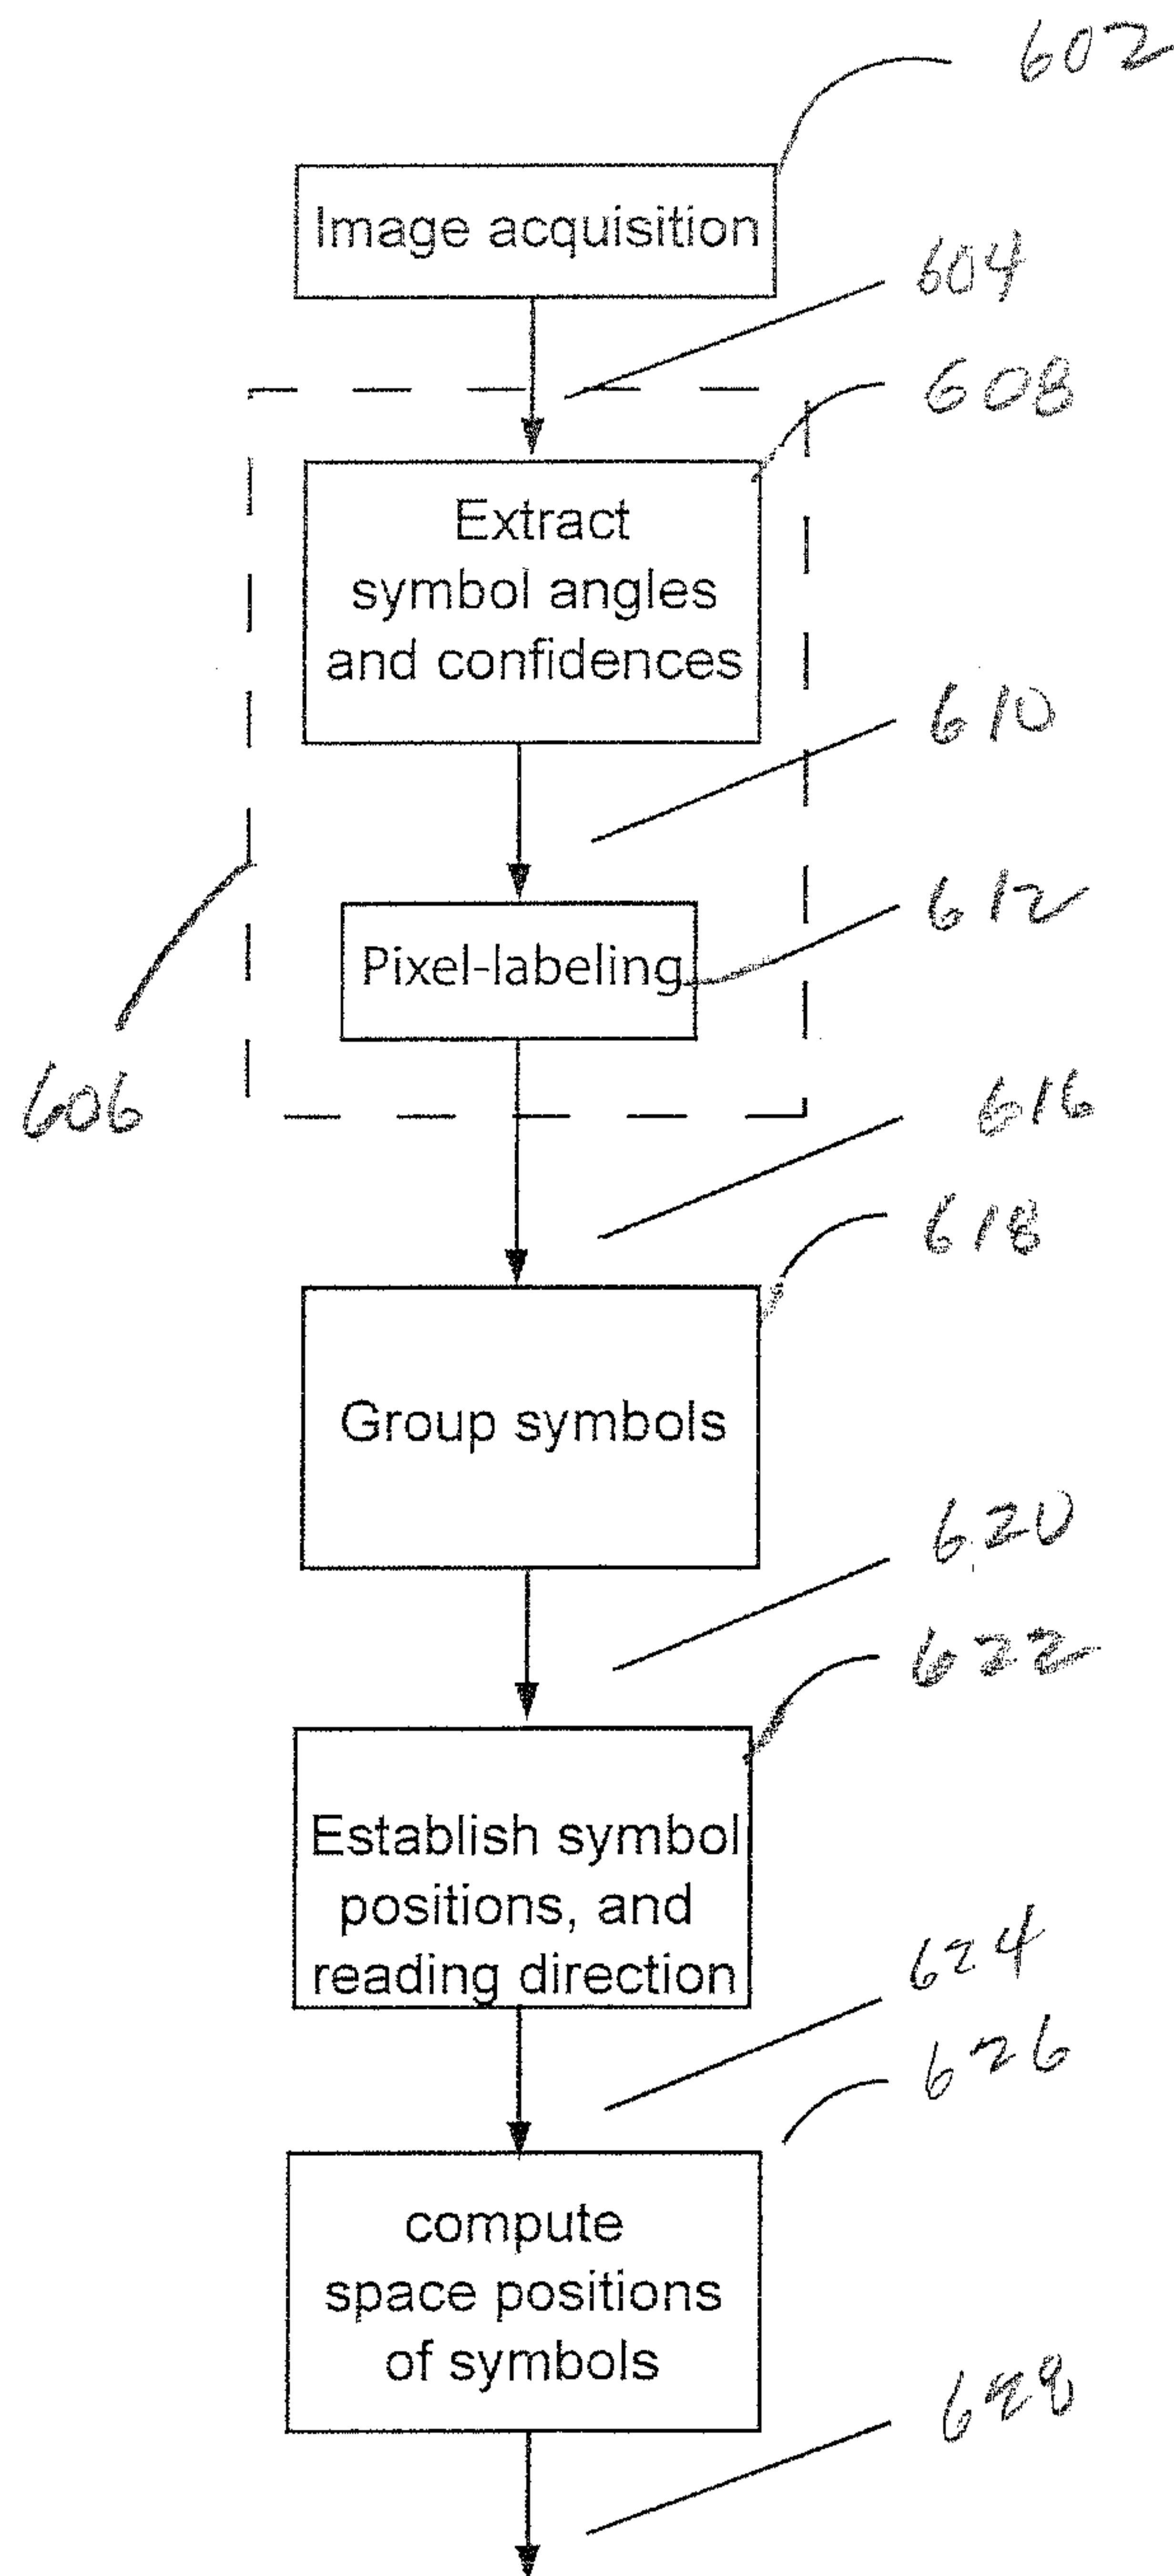 602
Image acquisition
604
608
Extract
symbol angles
and confidences
610
612
Pixel-labeling
606
616
618
Group symbols
620
622
Establish symbol
positions, and
reading direction
624
626
compute
space positions
of symbols
628